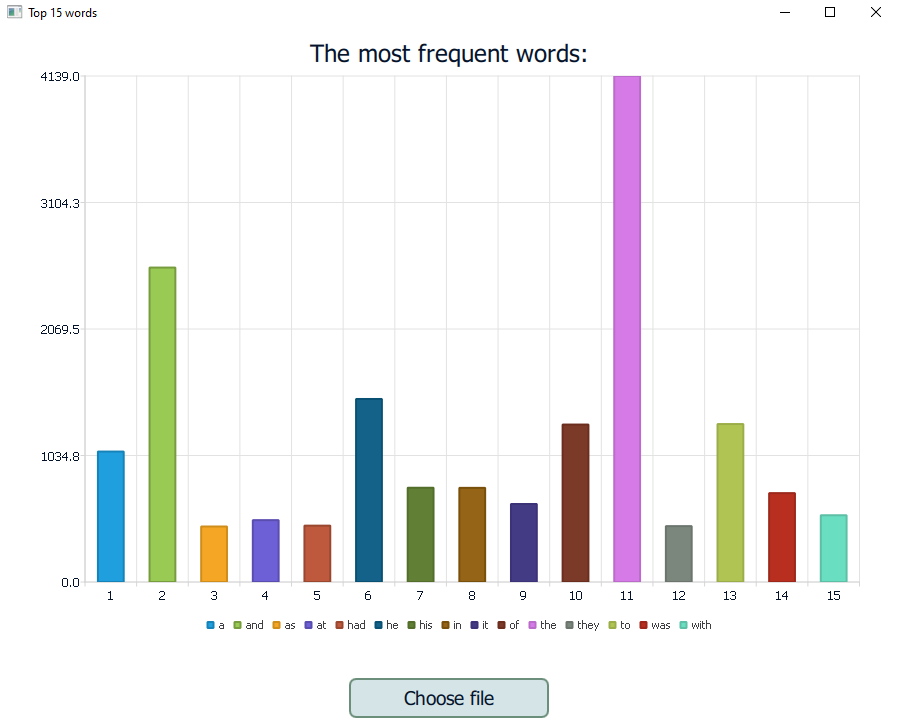 Top 15 words
The most frequent words:
4139.0
3104.3
2069.5
1034.8
0.0
1 2 3 4 5 6 7 8 9 10 11 12 13 14 15
a and as at had he his in it of the they to was with
Choose file